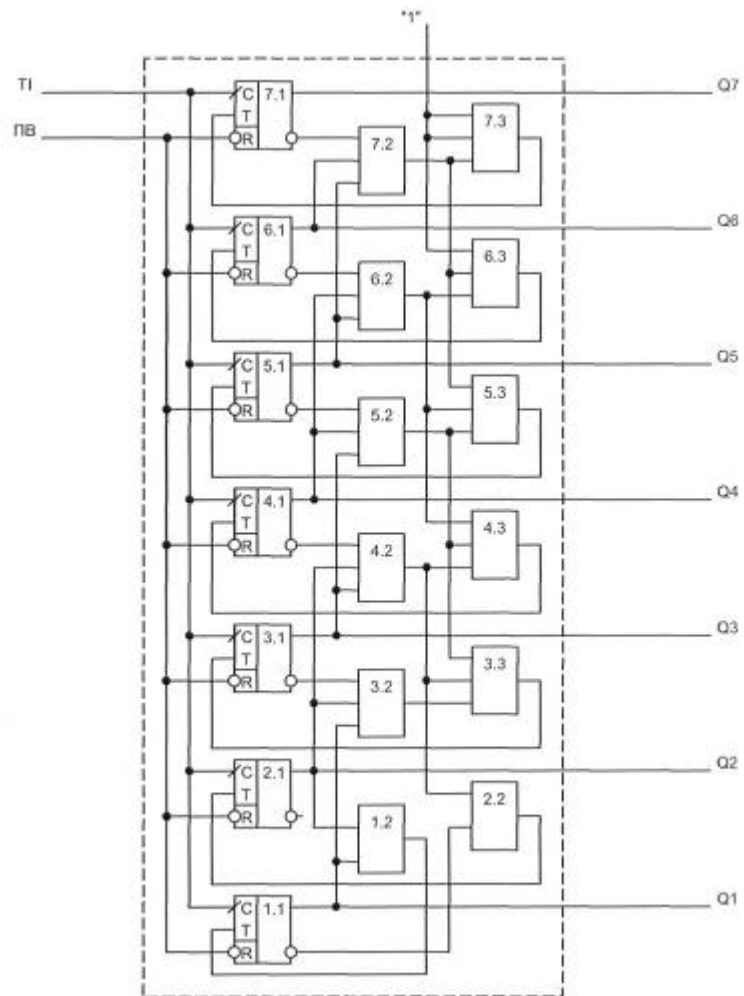 "1"
TI
C 7.1
Q7
T
7.3
ПВ
R
7.2
C 6.1
Q6
T
6.3
R
6.2
C 5.1
Q5
T
5.3
R
5.2
C 4.1
Q4
T
4.3
R
4.2
C 3.1
Q3
T
3.3
R
3.2
C 2.1
Q2
T
2.2
R
1.2
C 1.1
Q1
T
R